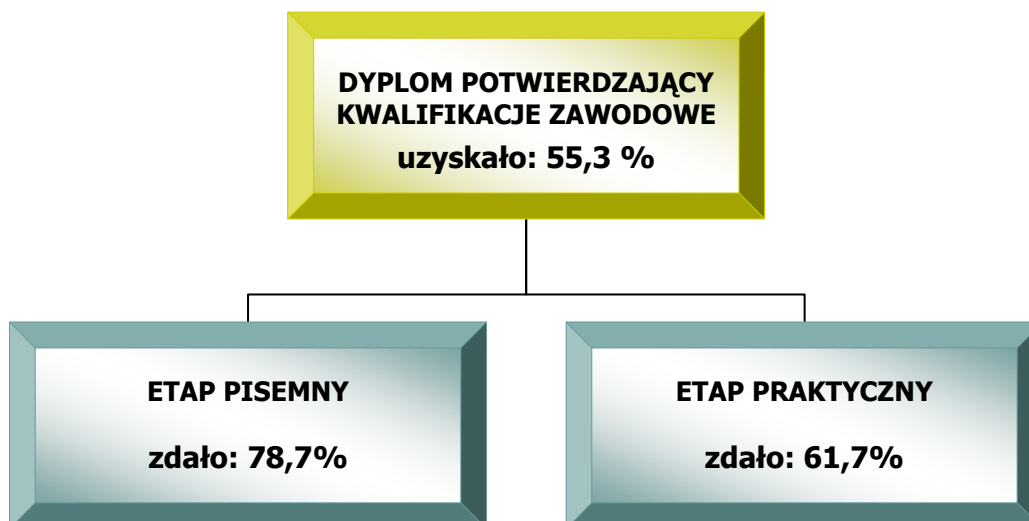 DYPLOM POTWIERDZAJĄCY
KWALIFIKACJE ZAWODOWE
uzyskało: 55,3 %
ETAP PISEMNY
zdało: 78,7%
ETAP PRAKTYCZNY
zdało: 61,7%